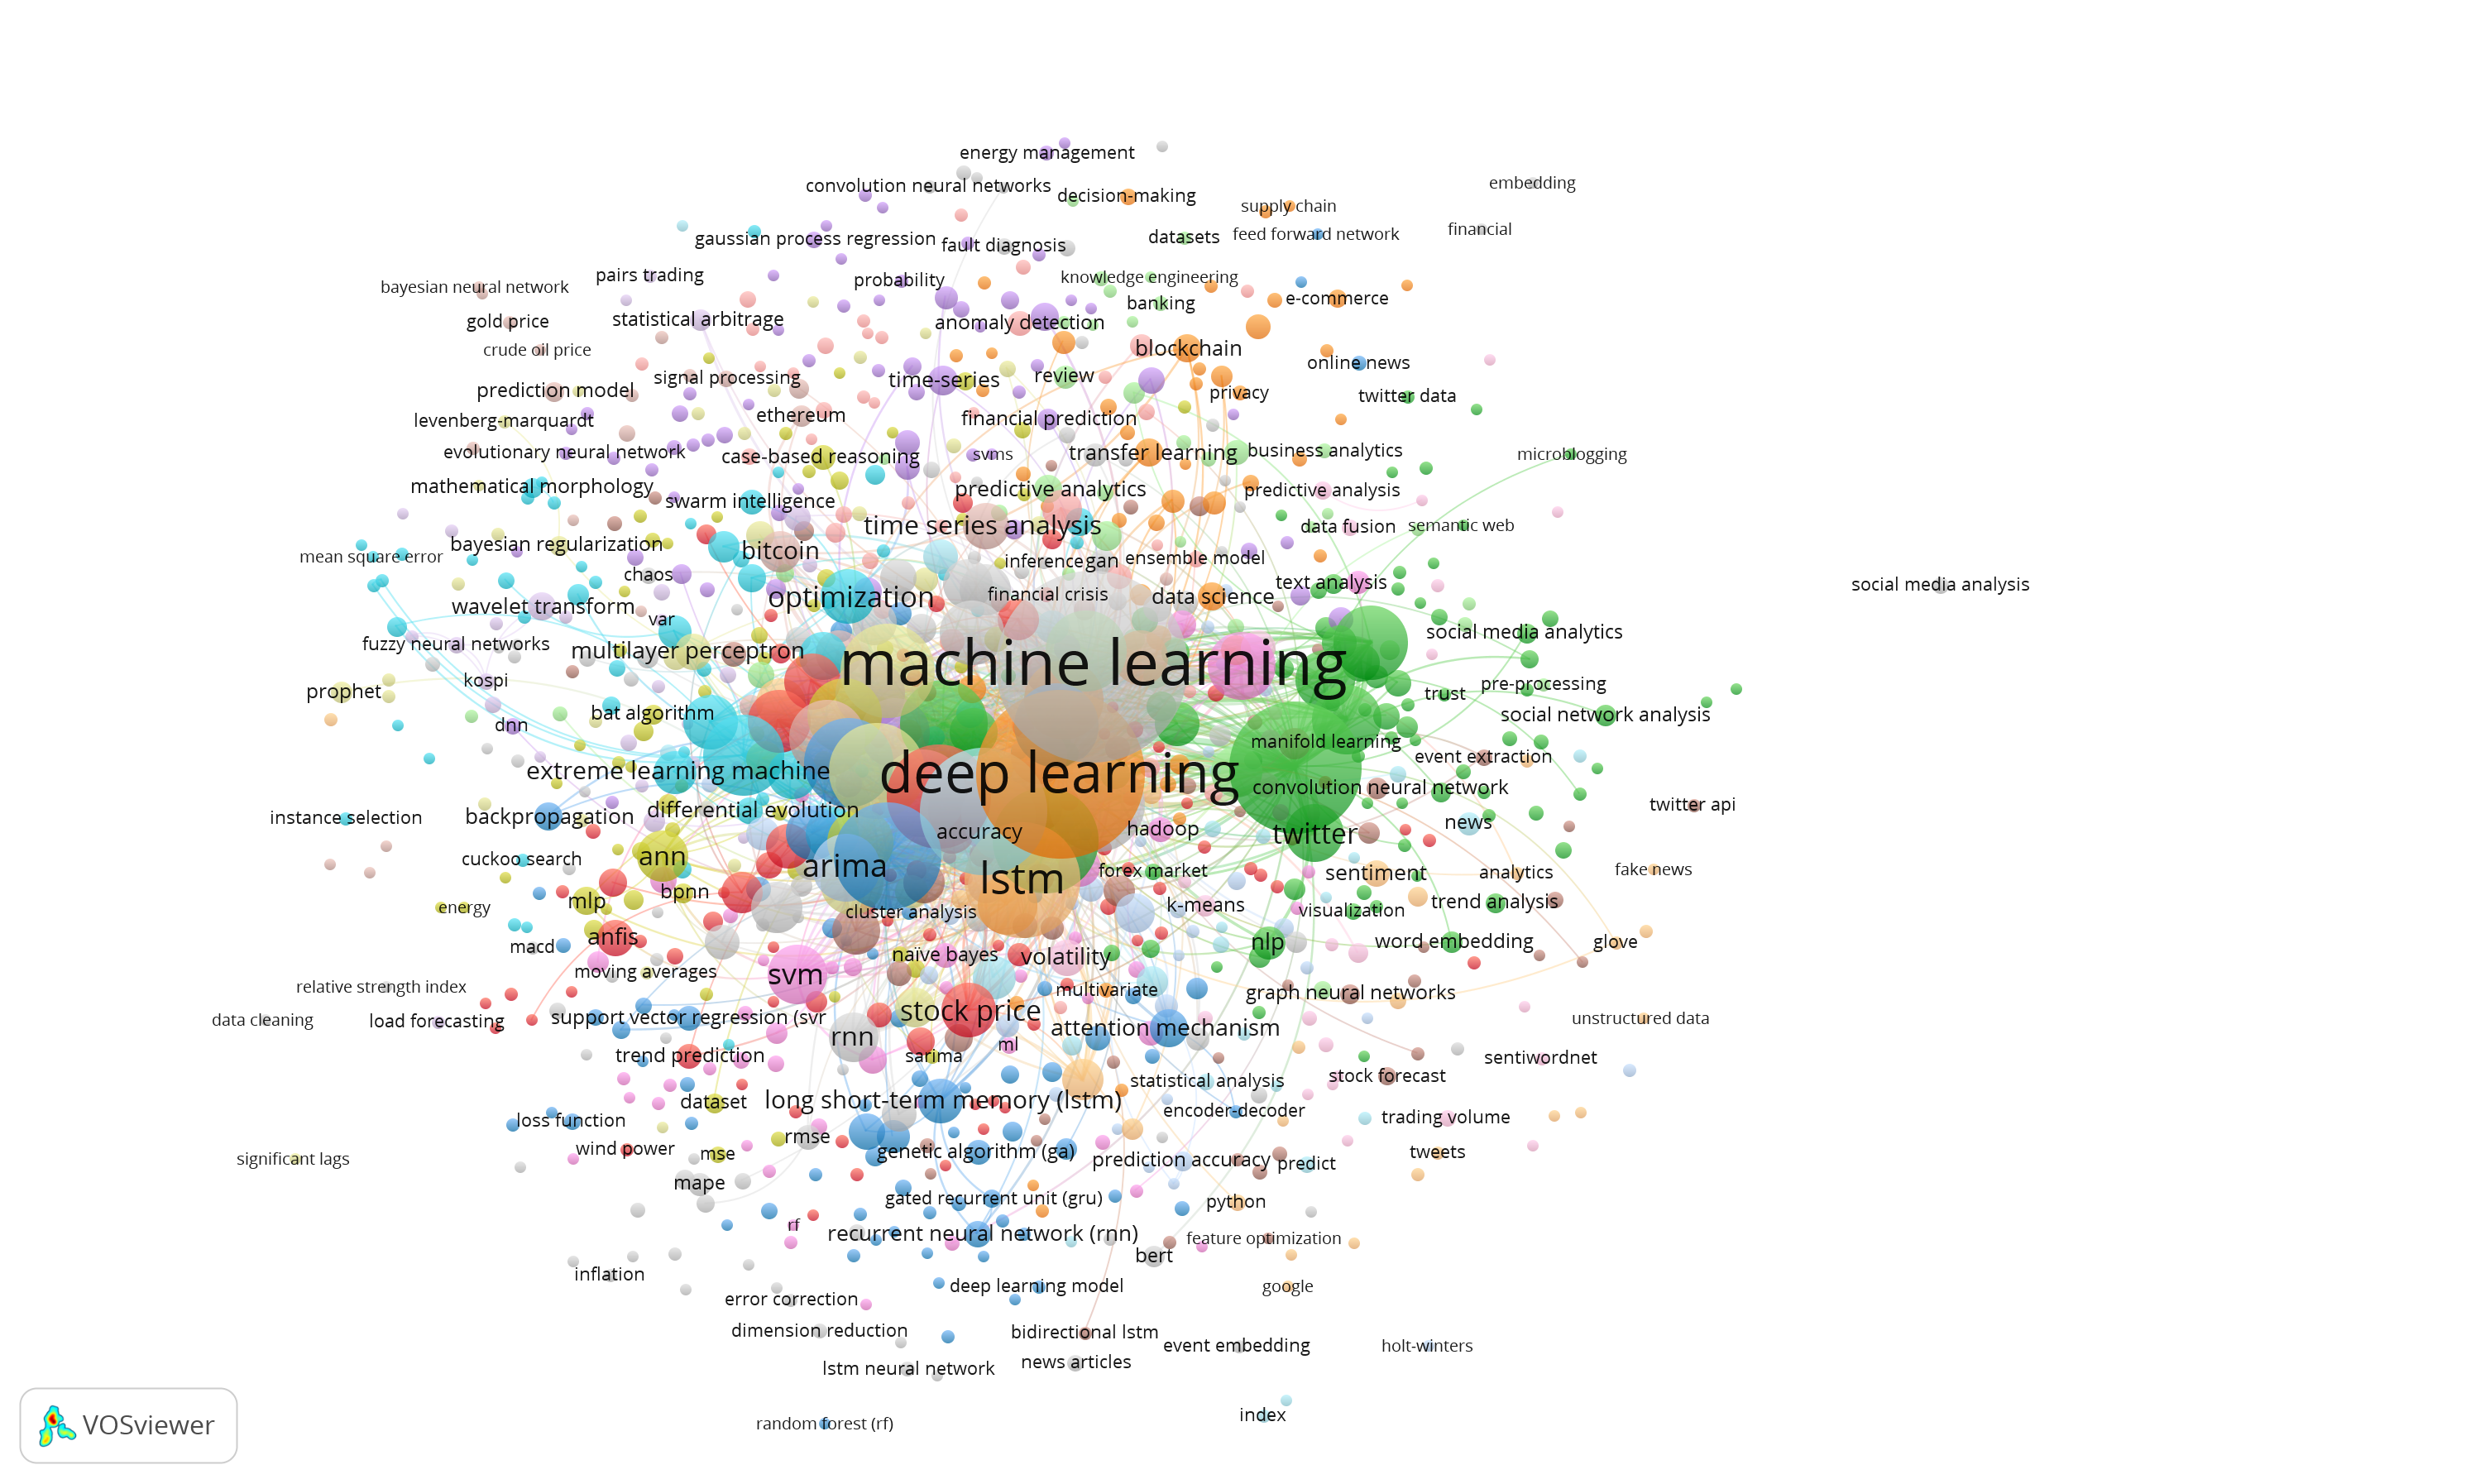 energy management
convolution neural networks
decision-making
embedding
supply chain
financial
feed forward network
datasets
gaussian process regression
fault diagnosis
pairs trading
probability
knowledge engineering
bayesian neural network
banking
e-commerce
gold price
statistical arbitrage
anomaly detection
crude oil price
blockchain
online news
signal processing
time-series
review
prediction model
privacy
twitter data
levenberg-marquardt
ethereum
financial prediction
evolutionary neural network
case-based reasoning
svms
transfer learning
business analytics
microblogging
mathematical morphology
swarm intelligence
predictive analytics
predictive analysis
time series analysis
data fusion
semantic web
bayesian regularization
bitcoin
mean square error
inference
gan
ensemble model
chaos
text analysis
social media analysis
optimization
financial crisis
data science
wavelet transform
var
social media analytics
fuzzy neural networks
multilayer perceptron
machine learning
kospi
prophet
trust
pre-processing
bat algorithm
social network analysis
dnn
manifold learning
event extraction
extreme learning machine
deep learning
convolution neural network
twitter api
differential evolution
instance selection
backpropagation
accuracy
hadoop
twitter
news
cuckoo search
ann
arima
lstm
forex market
sentiment
analytics
fake news
bpnn
mlp
energy
cluster analysis
k-means
visualization
trend analysis
anfis
macd
naïve bayes
volatility
nlp
word embedding
glove
moving averages
svm
relative strength index
multivariate
graph neural networks
data cleaning
load forecasting
support vector regression (svr
stock price
unstructured data
rnn
attention mechanism
ml
trend prediction
sarima
sentiwordnet
stock forecast
statistical analysis
dataset
long short-term memory (lstm)
encoder-decoder
trading volume
loss function
rmse
wind power
mse
genetic algorithm (ga)
prediction accuracy
predict
tweets
significant lags
mape
gated recurrent unit (gru)
python
rf
recurrent neural network (rnn)
feature optimization
bert
inflation
deep learning model
google
error correction
dimension reduction
bidirectional lstm
event embedding
holt-winters
lstm neural network
news articles
index
random forest (rf)
VOSviewer